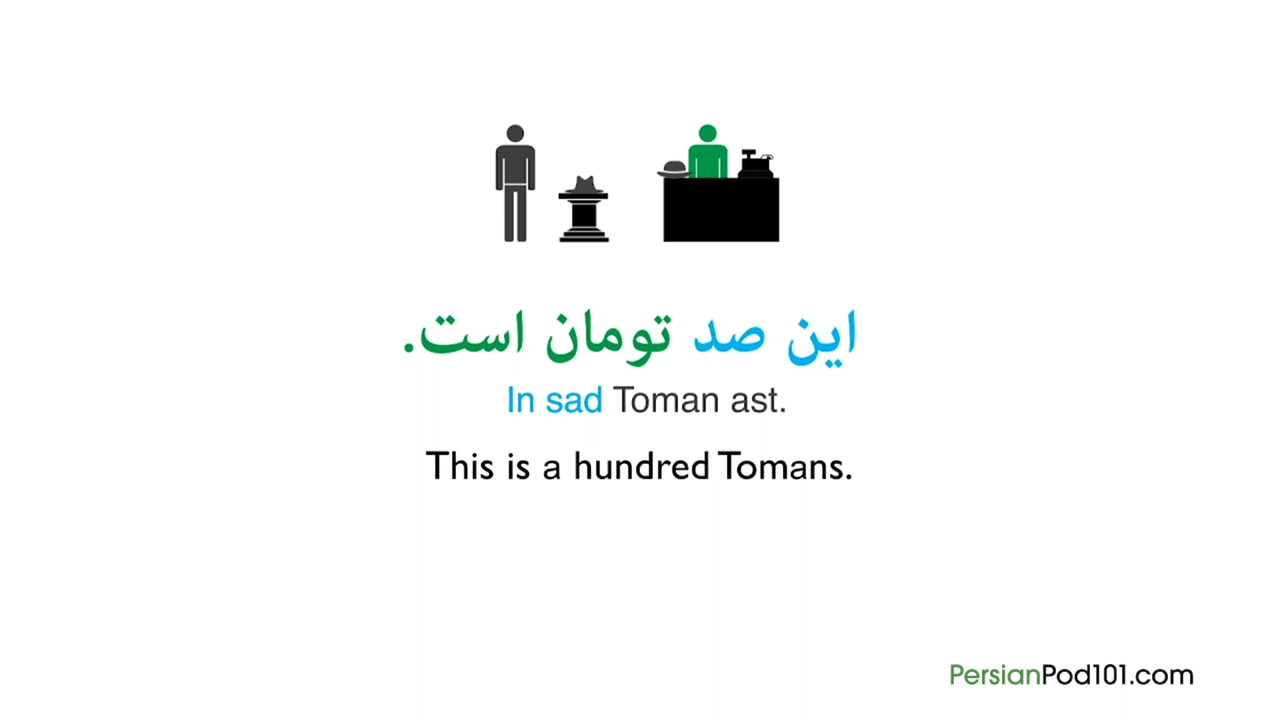 این صد تومان است.
In sad Toman ast.
This is a hundred Tomans.
PersianPod101.com